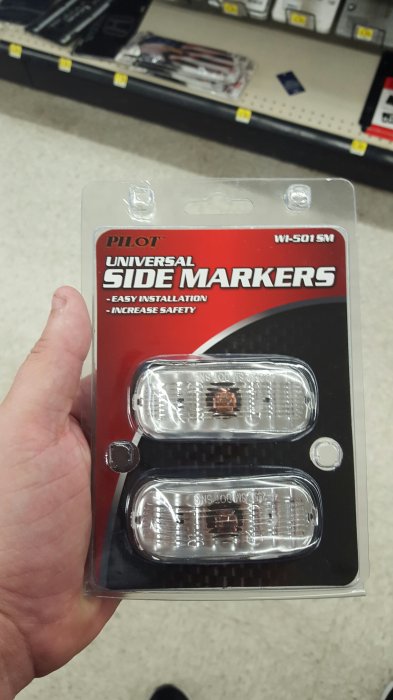 PILOT
WI-501SM
UNIVERSAL
SIDE MARKERS
- EASY INSTALLATION
- INCREASE SAFETY